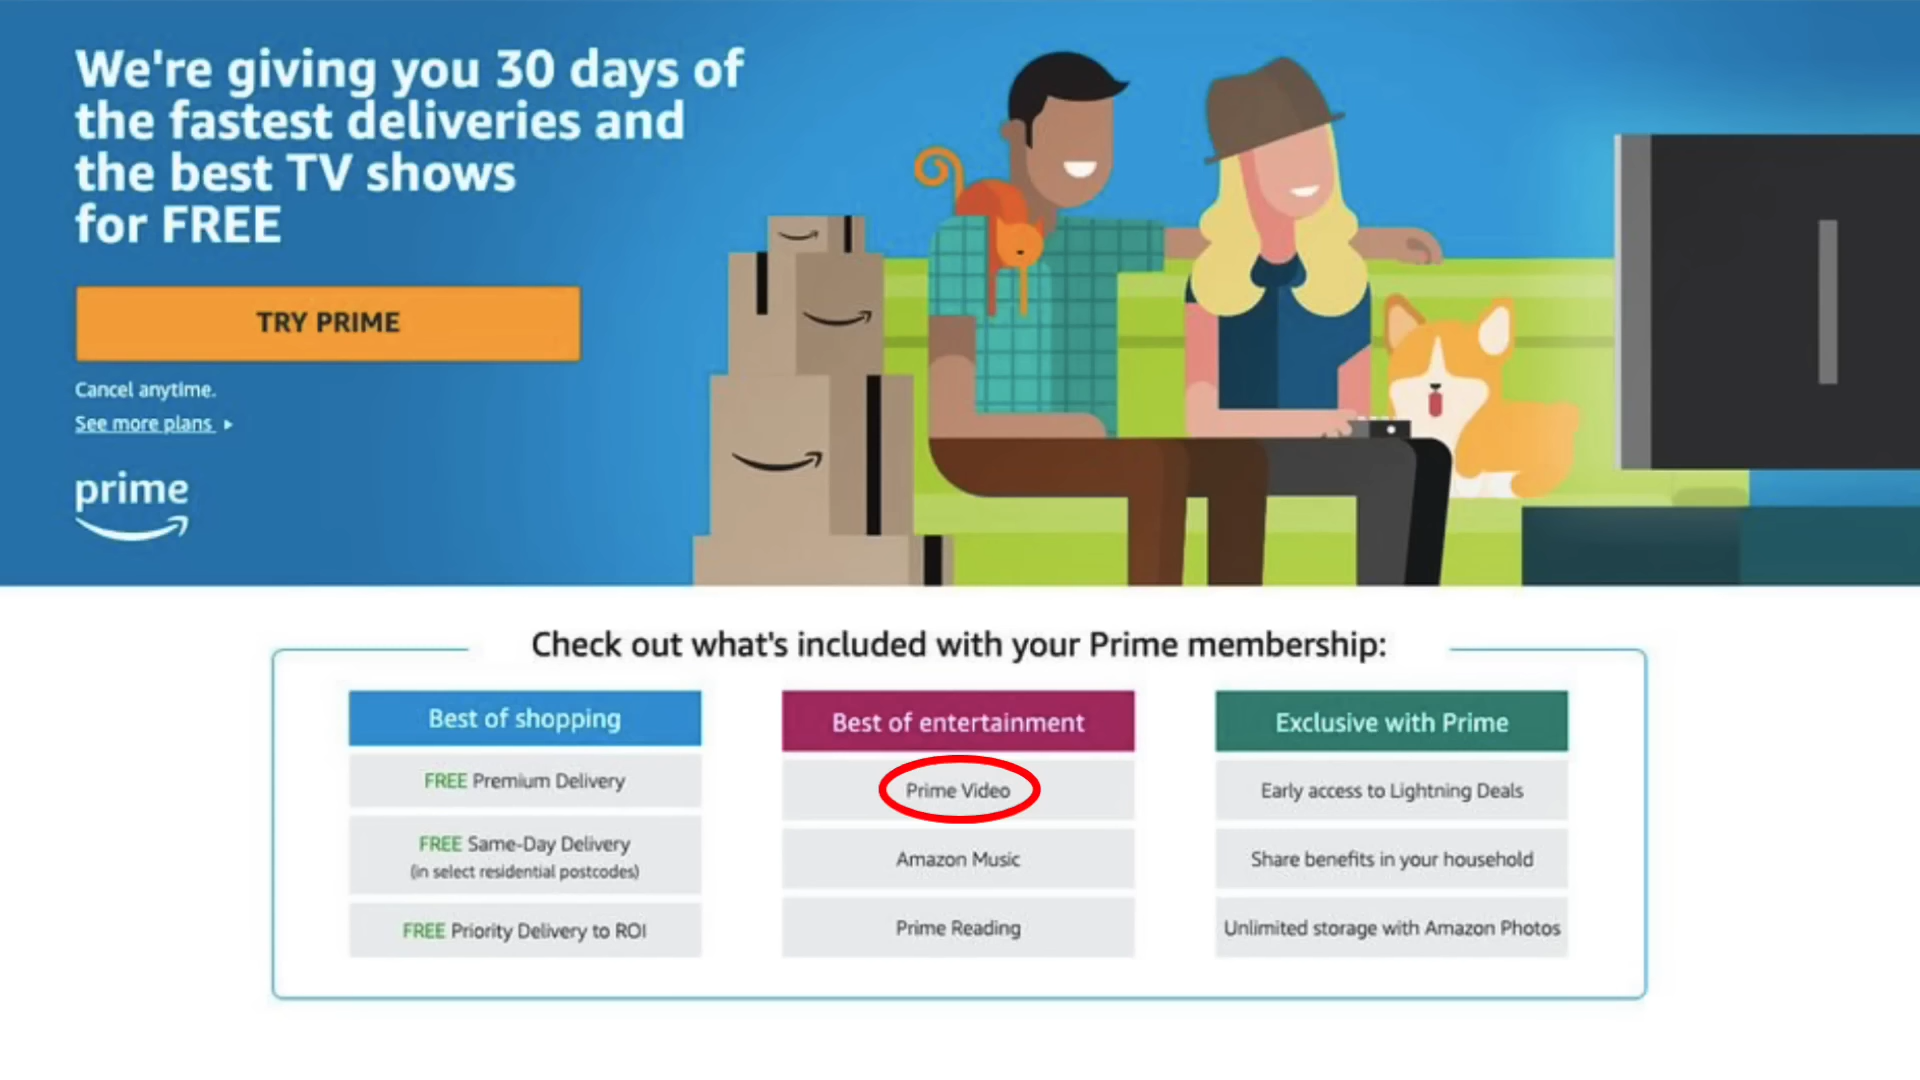 We're giving you 30 days of
the fastest deliveries and
the best TV shows
for FREE
TRY PRIME
Cancel anytime.
See more plans
prime
Check out what's included with your Prime membership:
Best of shopping
FREE Premium Delivery
FREE Same-Day Delivery
(in select residential postcodes)
FREE Priority Delivery to ROI
Best of entertainment
Prime Video
Amazon Music
Prime Reading
Exclusive with Prime
Early access to Lightning Deals
Share benefits in your household
Unlimited storage with Amazon Photos